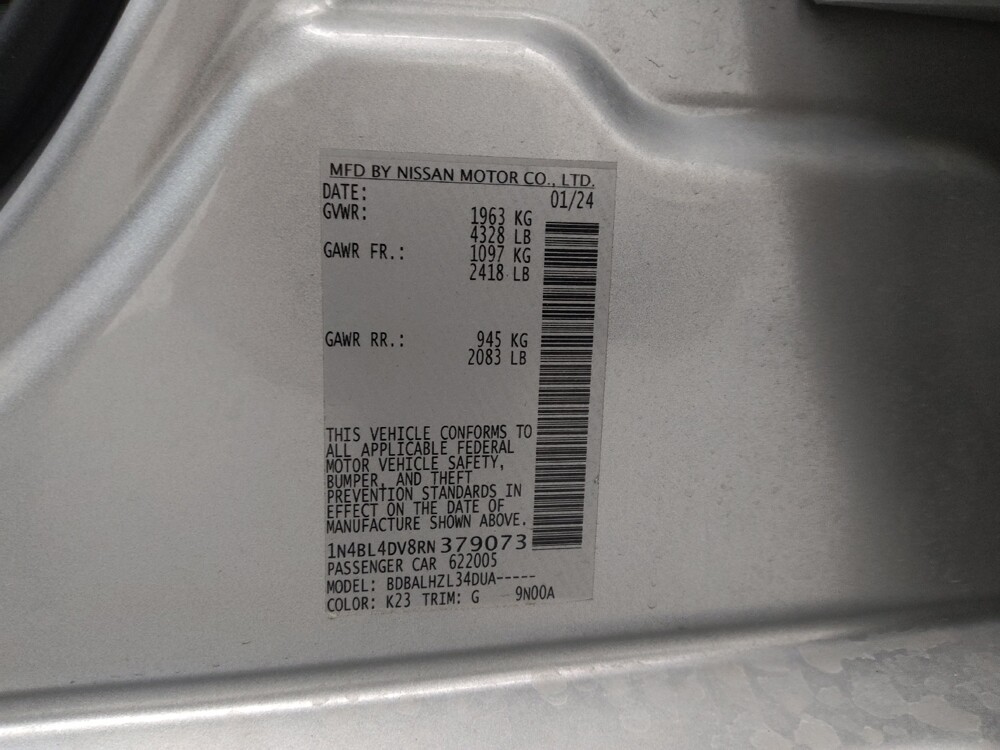 MFD BY NISSAN MOTOR CO., LTD.
DATE: 01/24
GVWR: 1963 KG
4328 LB
GAWR FR.: 1097 KG
2418 LB
GAWR RR.: 945 KG
2083 LB
THIS VEHICLE CONFORMS TO
ALL APPLICABLE FEDERAL
MOTOR VEHICLE SAFETY,
BUMPER, AND THEFT
PREVENTION STANDARDS IN
EFFECT ON THE DATE OF
MANUFACTURE SHOWN ABOVE.
1N4BL4DV8RN379073
PASSENGER CAR 622005
MODEL: BDBALHZL34DUA-----
COLOR: K23 TRIM: G 9N00A